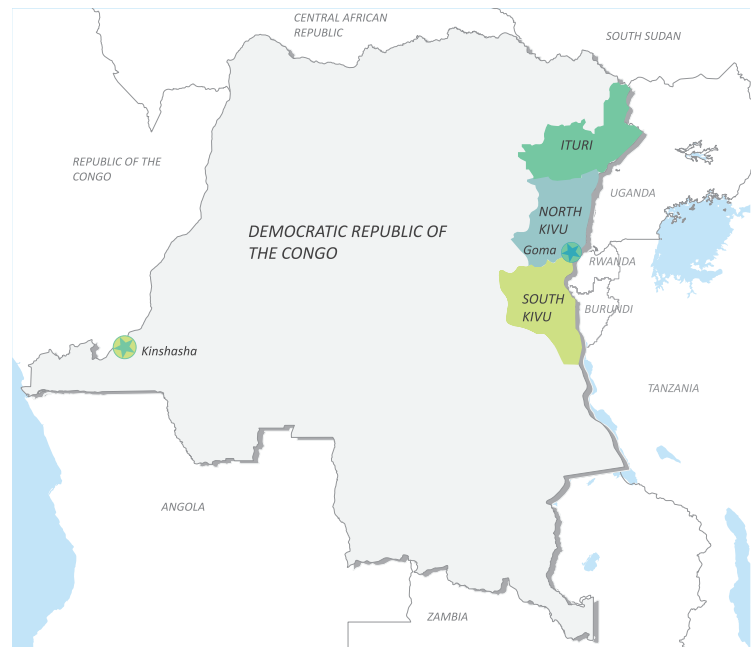 CENTRAL AFRICAN
REPUBLIC
SOUTH SUDAN
REPUBLIC OF THE
CONGO
ITURI
UGANDA
NORTH
KIVU
DEMOCRATIC REPUBLIC OF
THE CONGO
Goma
RWANDA
SOUTH
KIVU
BURUNDI
Kinshasha
TANZANIA
ANGOLA
ZAMBIA